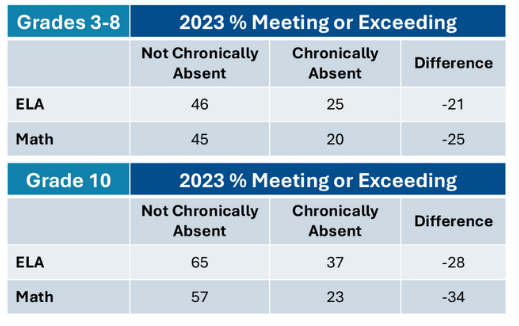 Grades 3-8 2023 % Meeting or Exceeding
Not Chronically Absent Chronically Absent Difference
ELA 46 25 -21
Math 45 20 -25
Grade 10 2023 % Meeting or Exceeding
Not Chronically Absent Chronically Absent Difference
ELA 65 37 -28
Math 57 23 -34